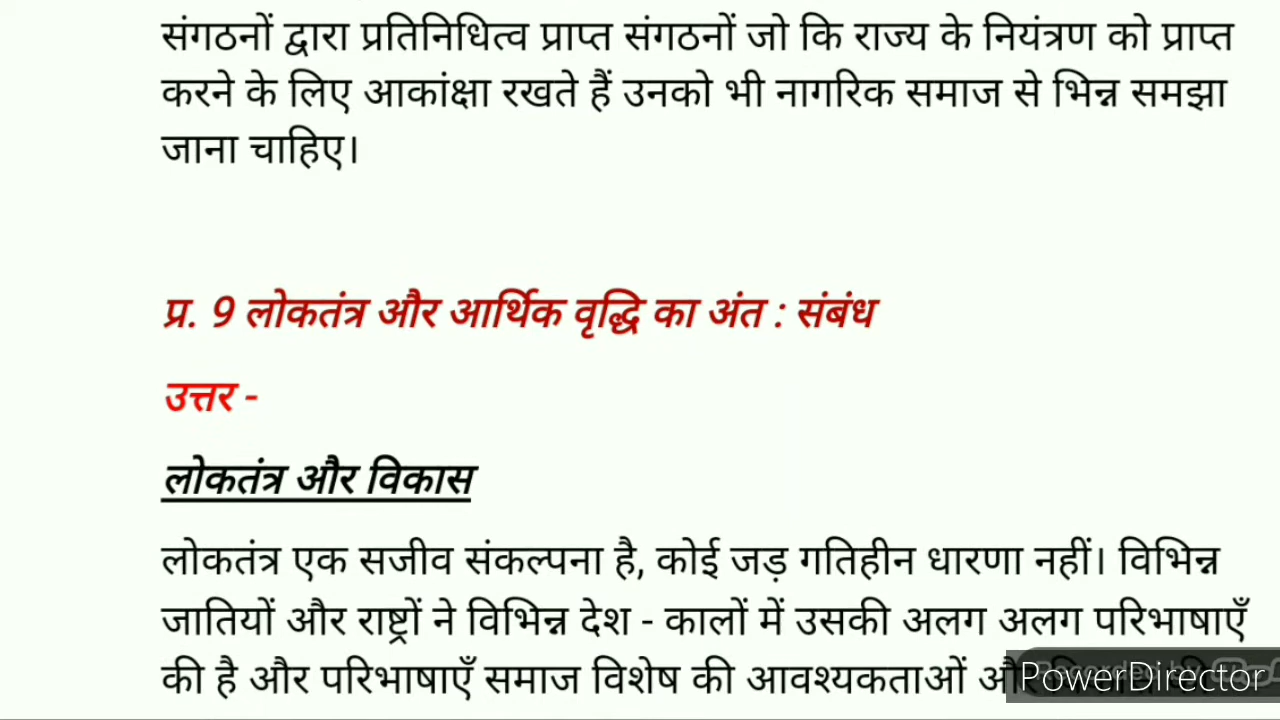 संगठनों द्वारा प्रतिनिधित्व प्राप्त संगठनों जो कि राज्य के नियंत्रण को प्राप्त
करने के लिए आकांक्षा रखते हैं उनको भी नागरिक समाज से भिन्न समझा
जाना चाहिए।
प्र. 9 लोकतंत्र और आर्थिक वृद्धि का अंत : संबंध
उत्तर -
लोकतंत्र और विकास
लोकतंत्र एक सजीव संकल्पना है, कोई जड़ गतिहीन धारणा नहीं। विभिन्न
जातियों और राष्ट्रों ने विभिन्न देश - कालों में उसकी अलग अलग परिभाषाएँ
की है और परिभाषाएँ समाज विशेष की आवश्यकताओं
PowerDirector